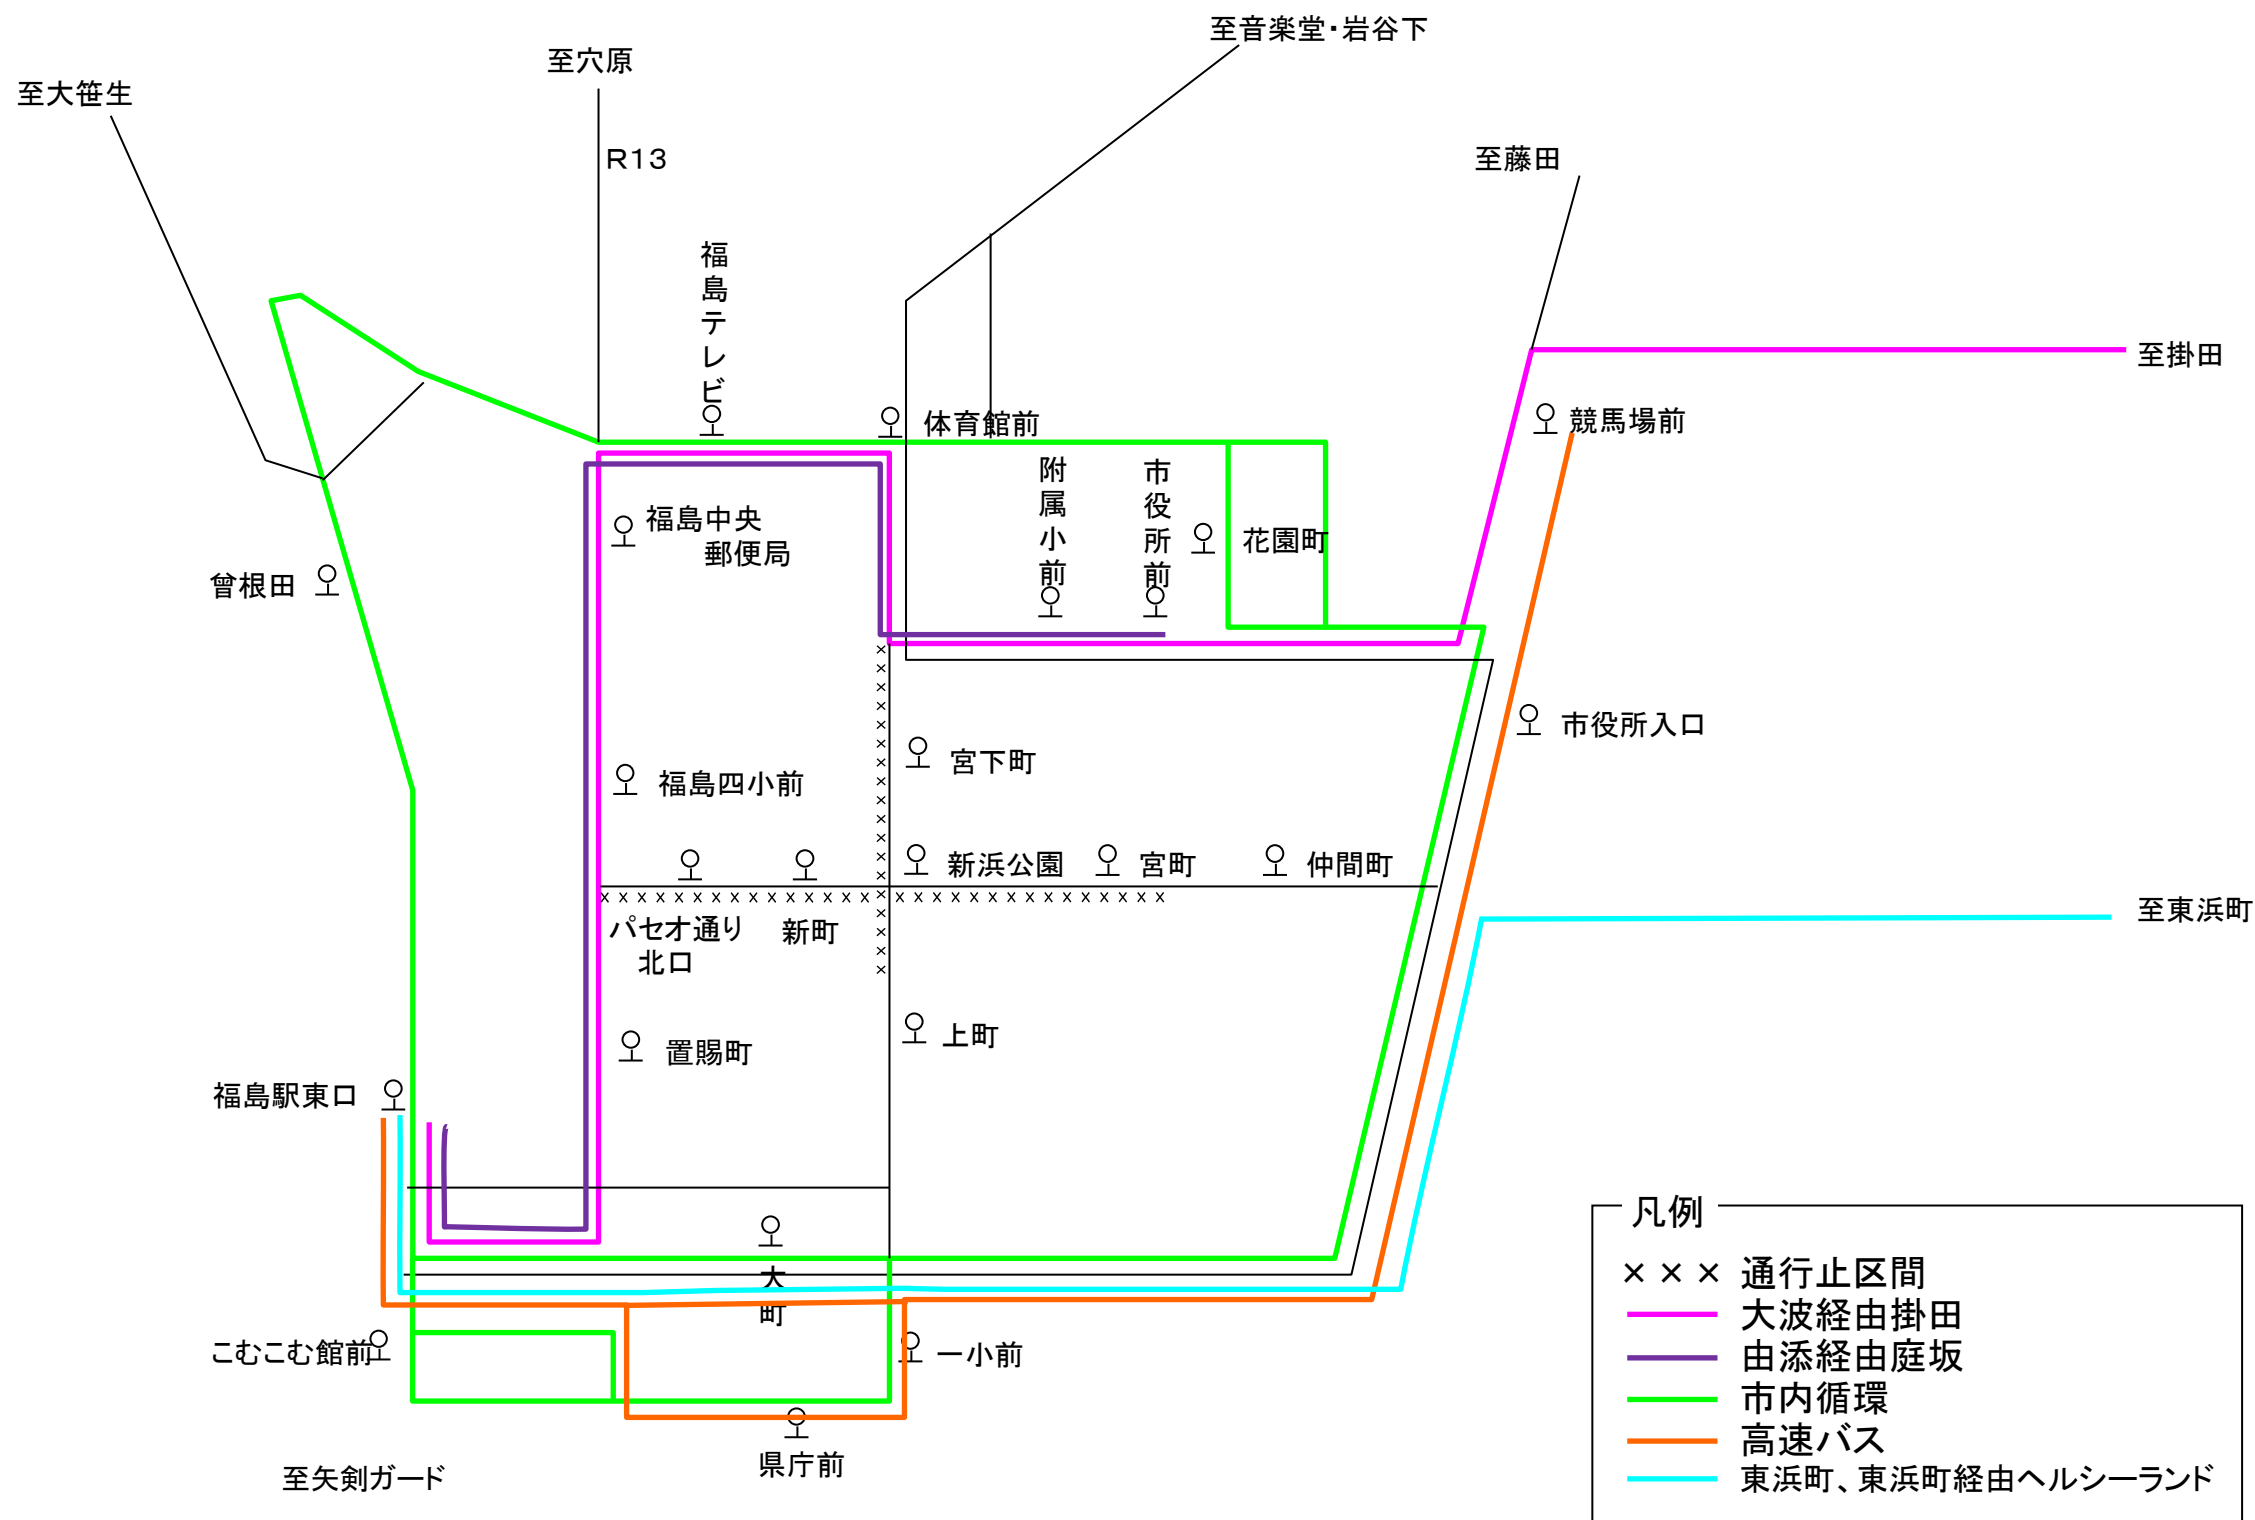 至音楽堂・岩谷下
至穴原
至大笹生
R13
至藤田
福島テレビ
至掛田
体育館前
競馬場前
附属小前
市役所前
福島中央
郵便局
花園町
曾根田
市役所入口
宮下町
福島四小前
新浜公園
宮町
仲間町
パセオ通り
北口
新町
至東浜町
上町
置賜町
福島駅東口
大町
こむこむ館前
一小前
県庁前
至矢剣ガード
凡例
×××通行止区間
大波経由掛田
由添経由庭坂
市内循環
高速バス
東浜町、東浜町経由ヘルシーランド